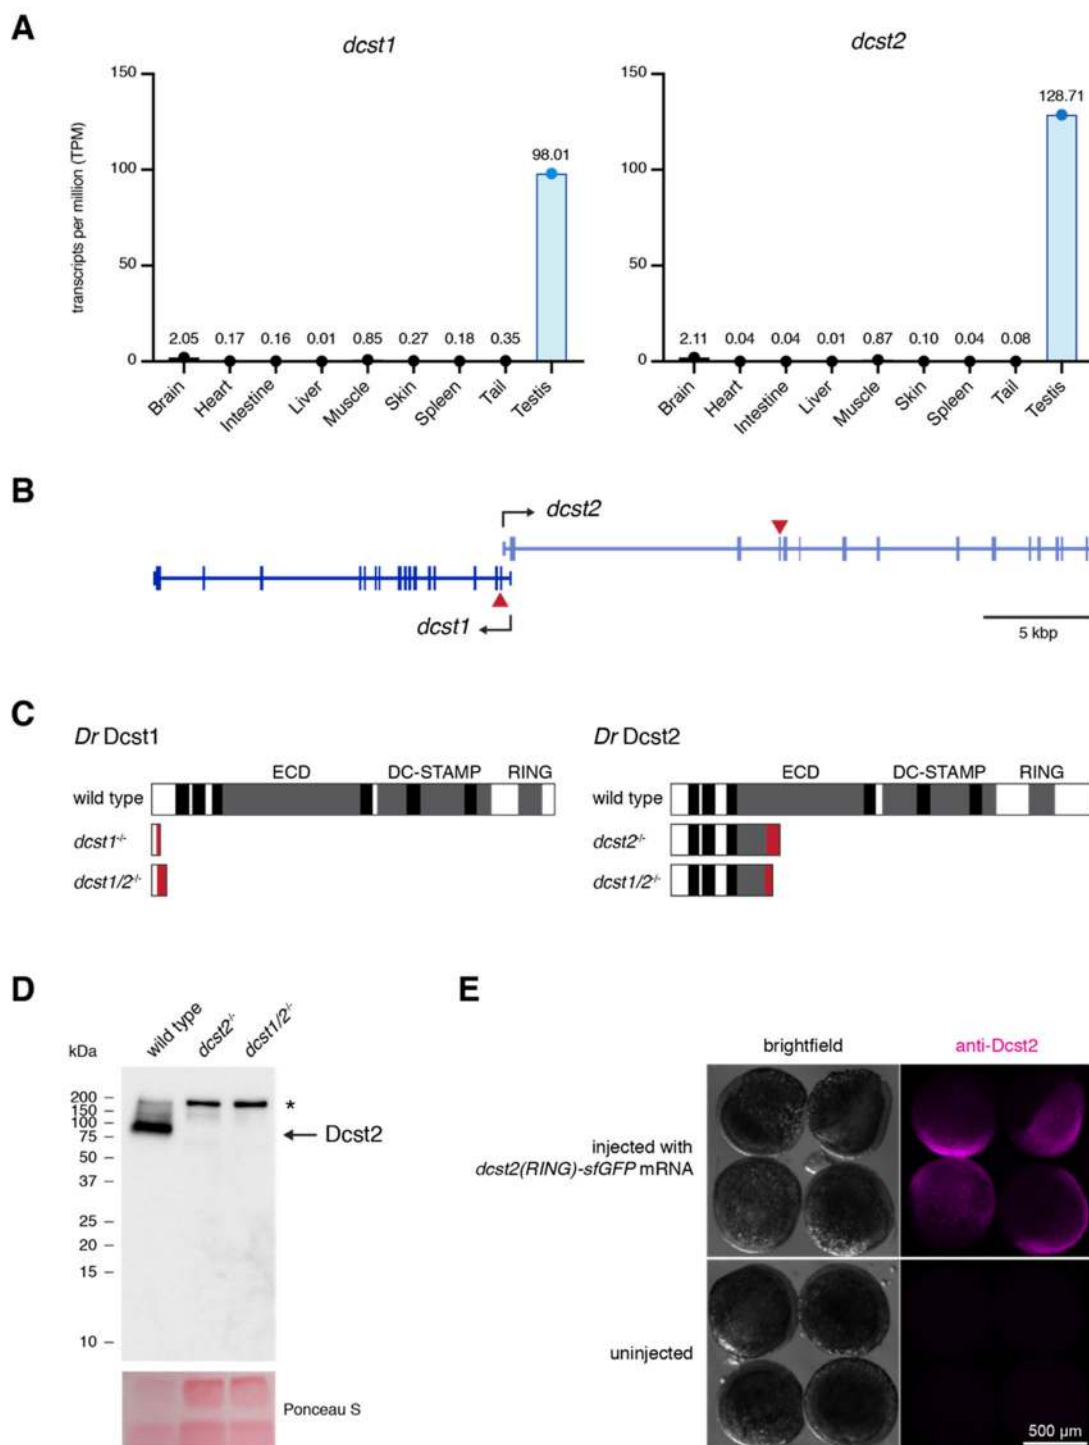 A
dcst1
dcst2
transcripts per million (TPM)
150
100
50
0
98.01
2.05 0.17 0.16 0.01 0.85 0.27 0.18 0.35
Brain Heart Intestine Liver Muscle Skin Spleen Tail Testis
150
100
50
0
128.71
2.11 0.04 0.04 0.01 0.87 0.10 0.04 0.08
Brain Heart Intestine Liver Muscle Skin Spleen Tail Testis
B
dcst2
dcst1
5 kbp
C
Dr Dcst1
ECD DC-STAMP RING
wild type
dcst1-/-
dcst1/2-/-
Dr Dcst2
ECD DC-STAMP RING
wild type
dcst2-/-
dcst1/2-/-
D
wild type dcst2-/- dcst1/2-/-
kDa
200
150
100
75
50
37
25
20
15
10
*
Dcst2
Ponceau S
E
brightfield anti-Dcst2
injected with
dcst2(RING)-sfGFP mRNA
uninjected
500 µm